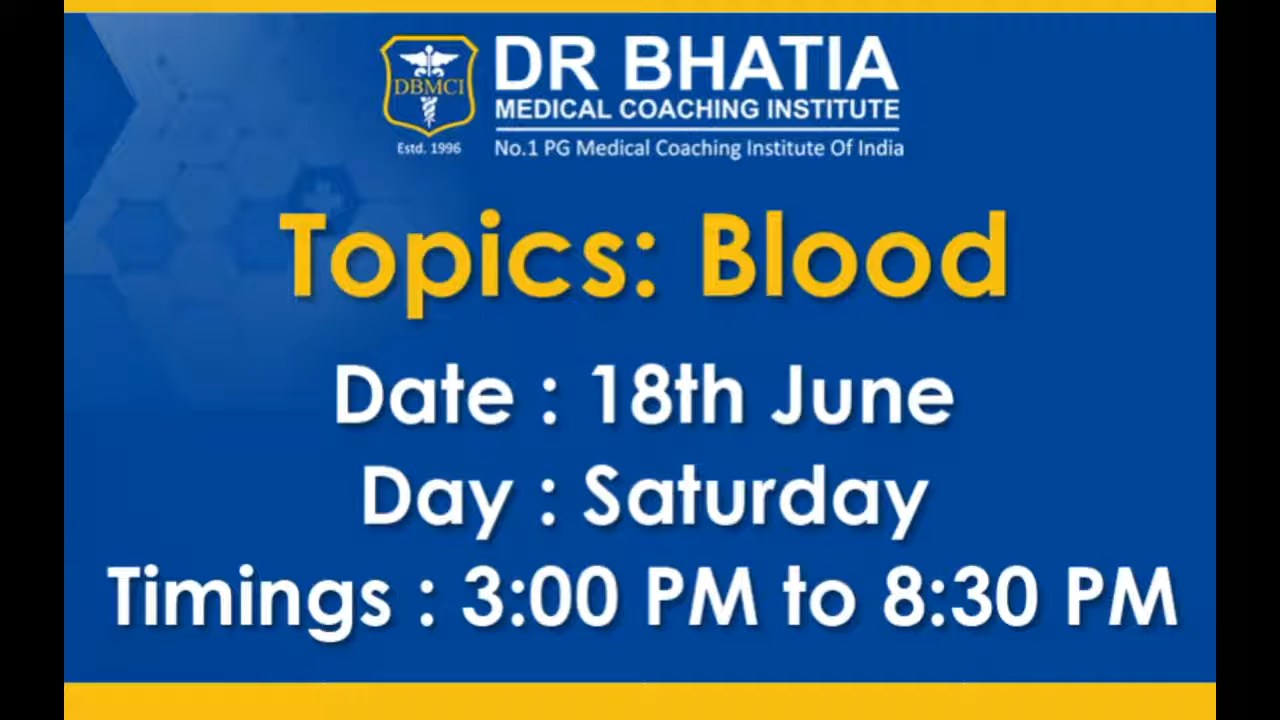 DBMCI
Estd. 1996
DR BHATIA
MEDICAL COACHING INSTITUTE
No.1 PG Medical Coaching Institute Of India
Topics: Blood
Date : 18th June
Day : Saturday
Timings : 3:00 PM to 8:30 PM